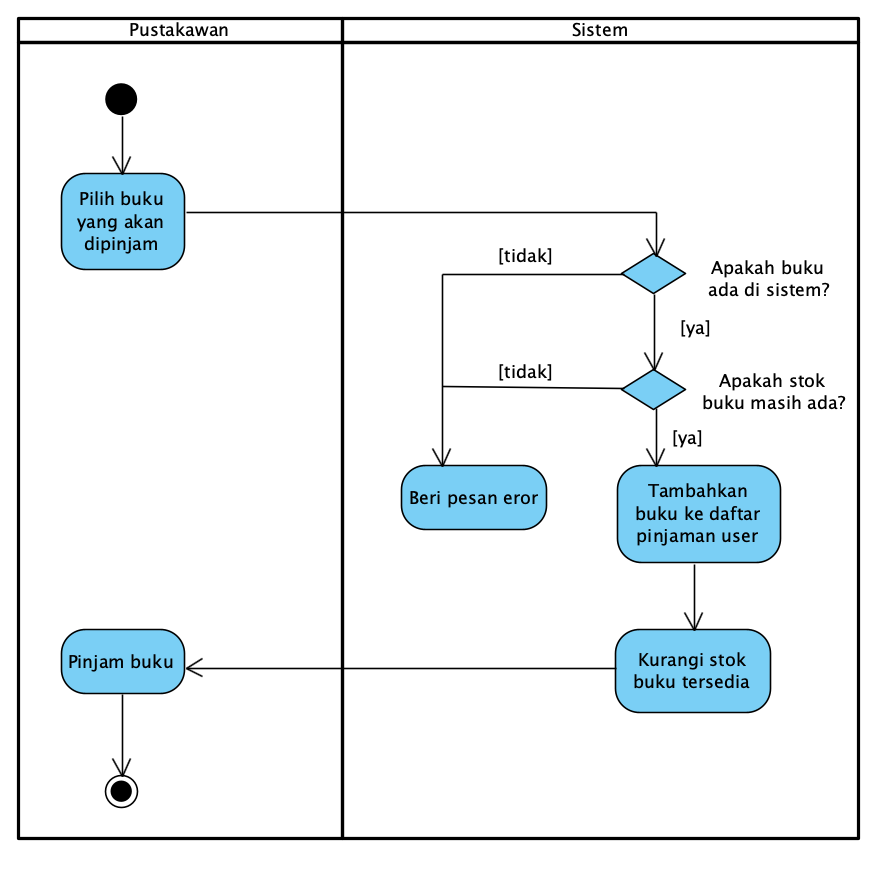 Pustakawan
Sistem
Pilih buku
yang akan
dipinjam
[tidak]
Apakah buku
ada di sistem?
[ya]
[tidak]
Apakah stok
buku masih ada?
[ya]
Beri pesan eror
Tambahkan
buku ke daftar
pinjaman user
Pinjam buku
Kurangi stok
buku tersedia